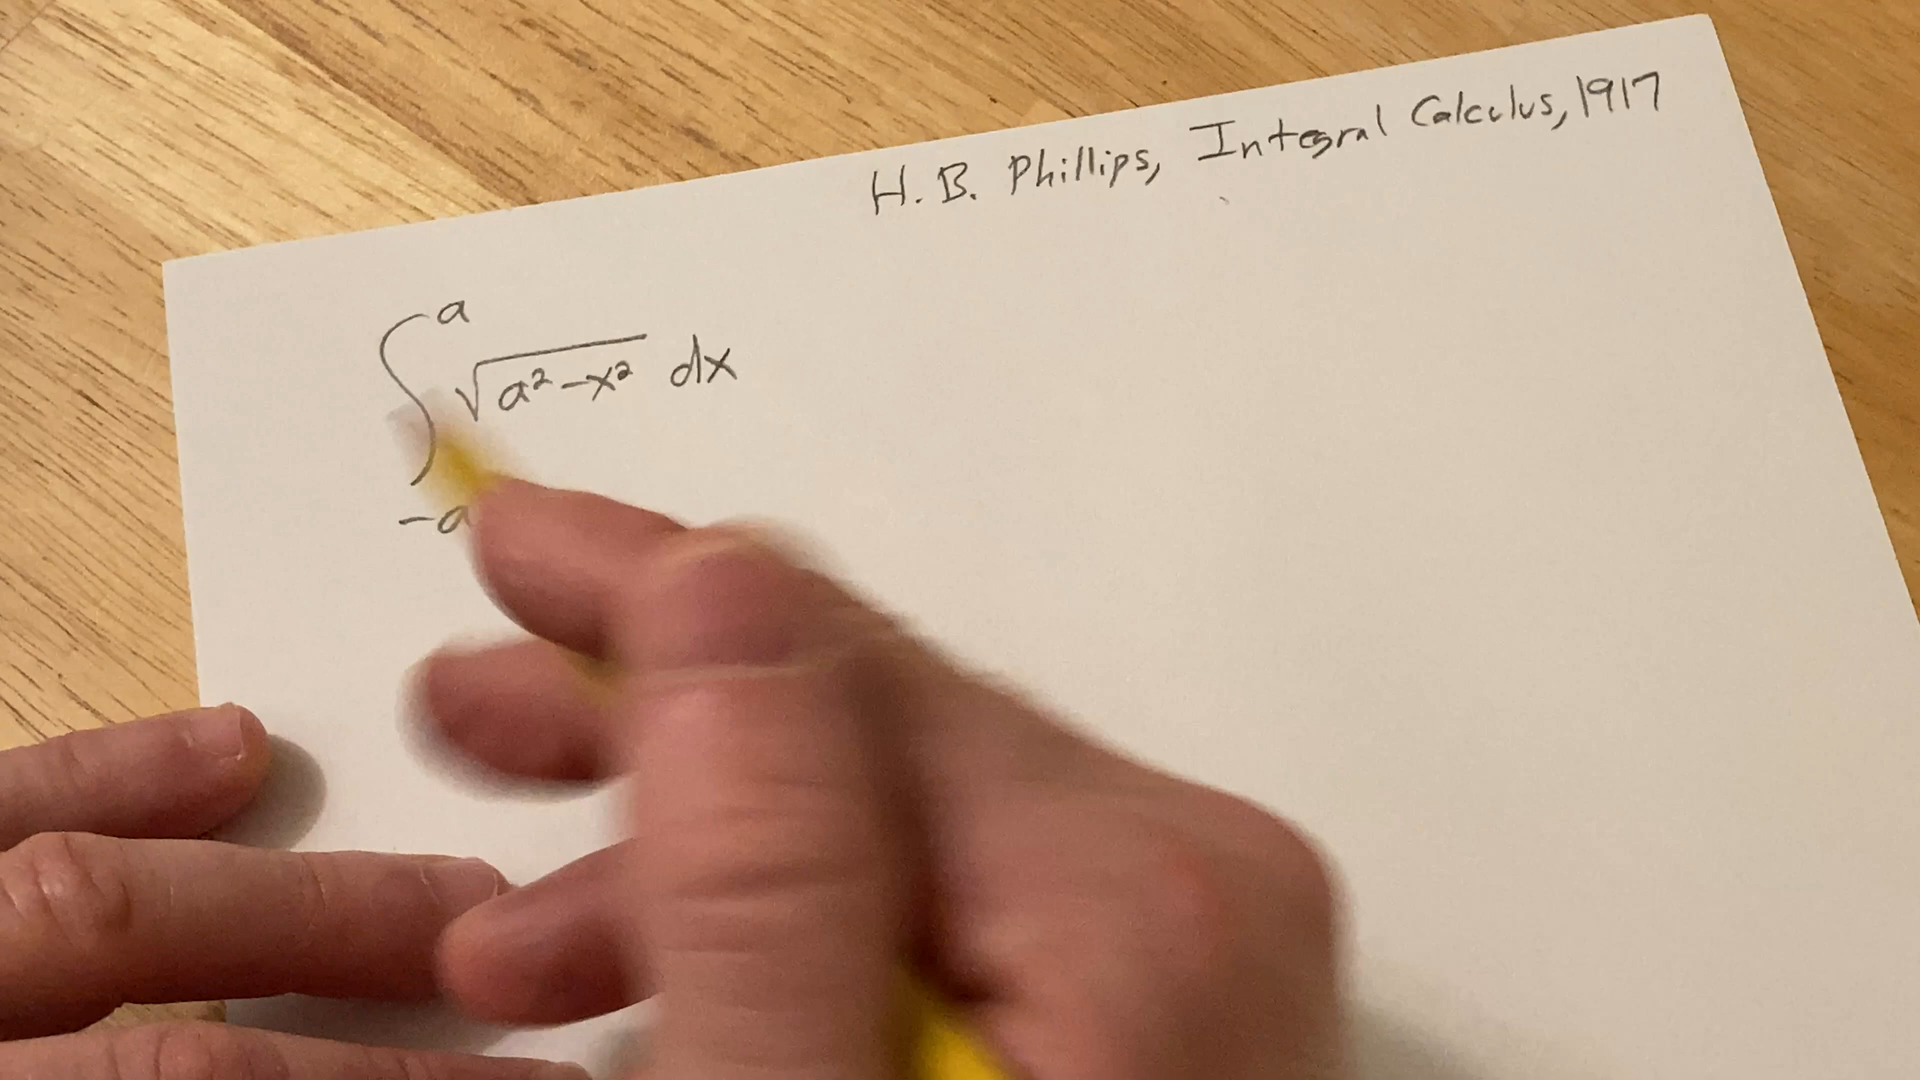 H. B. Phillips, Integral Calculus, 1917
∫_{-a}^{a} √(a²-x²) dx